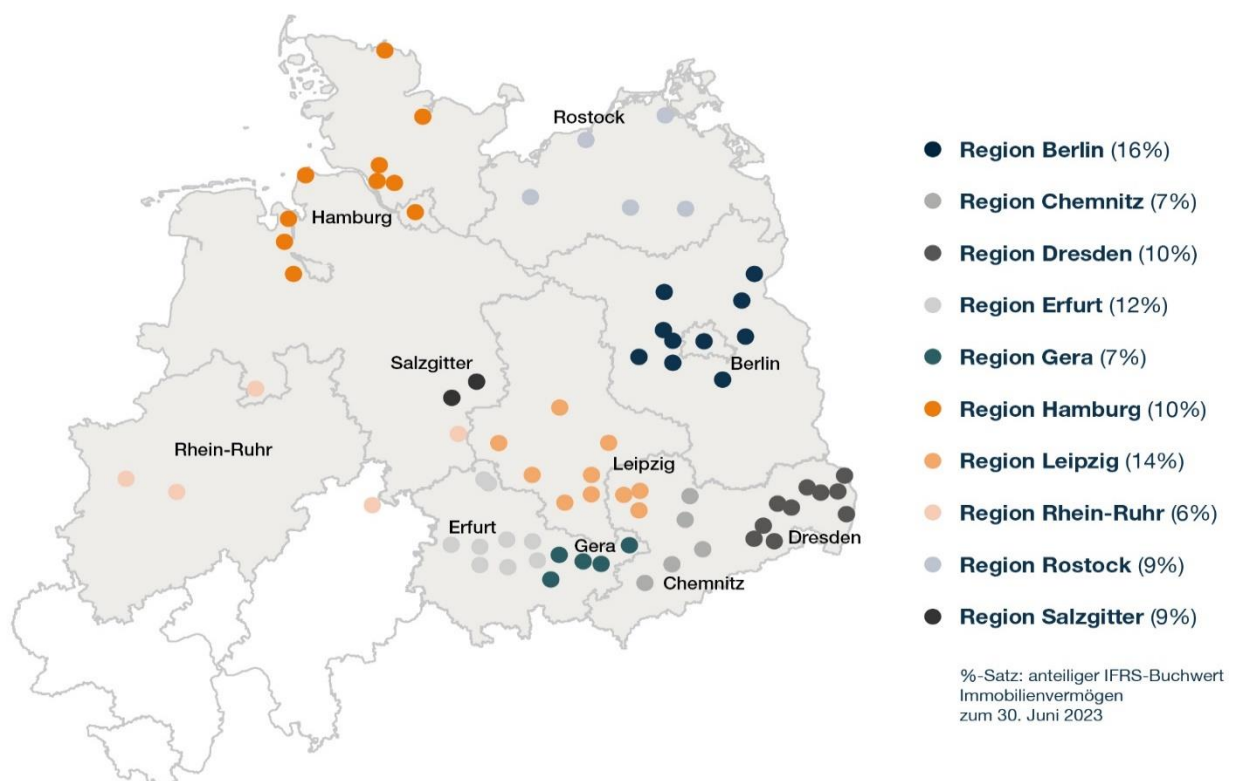 Rostock
Hamburg
Salzgitter
Berlin
Rhein-Ruhr
Leipzig
Erfurt
Gera
Dresden
Chemnitz
Region Berlin (16%)
Region Chemnitz (7%)
Region Dresden (10%)
Region Erfurt (12%)
Region Gera (7%)
Region Hamburg (10%)
Region Leipzig (14%)
Region Rhein-Ruhr (6%)
Region Rostock (9%)
Region Salzgitter (9%)
%-Satz: anteiliger IFRS-Buchwert
Immobilienvermögen
zum 30. Juni 2023